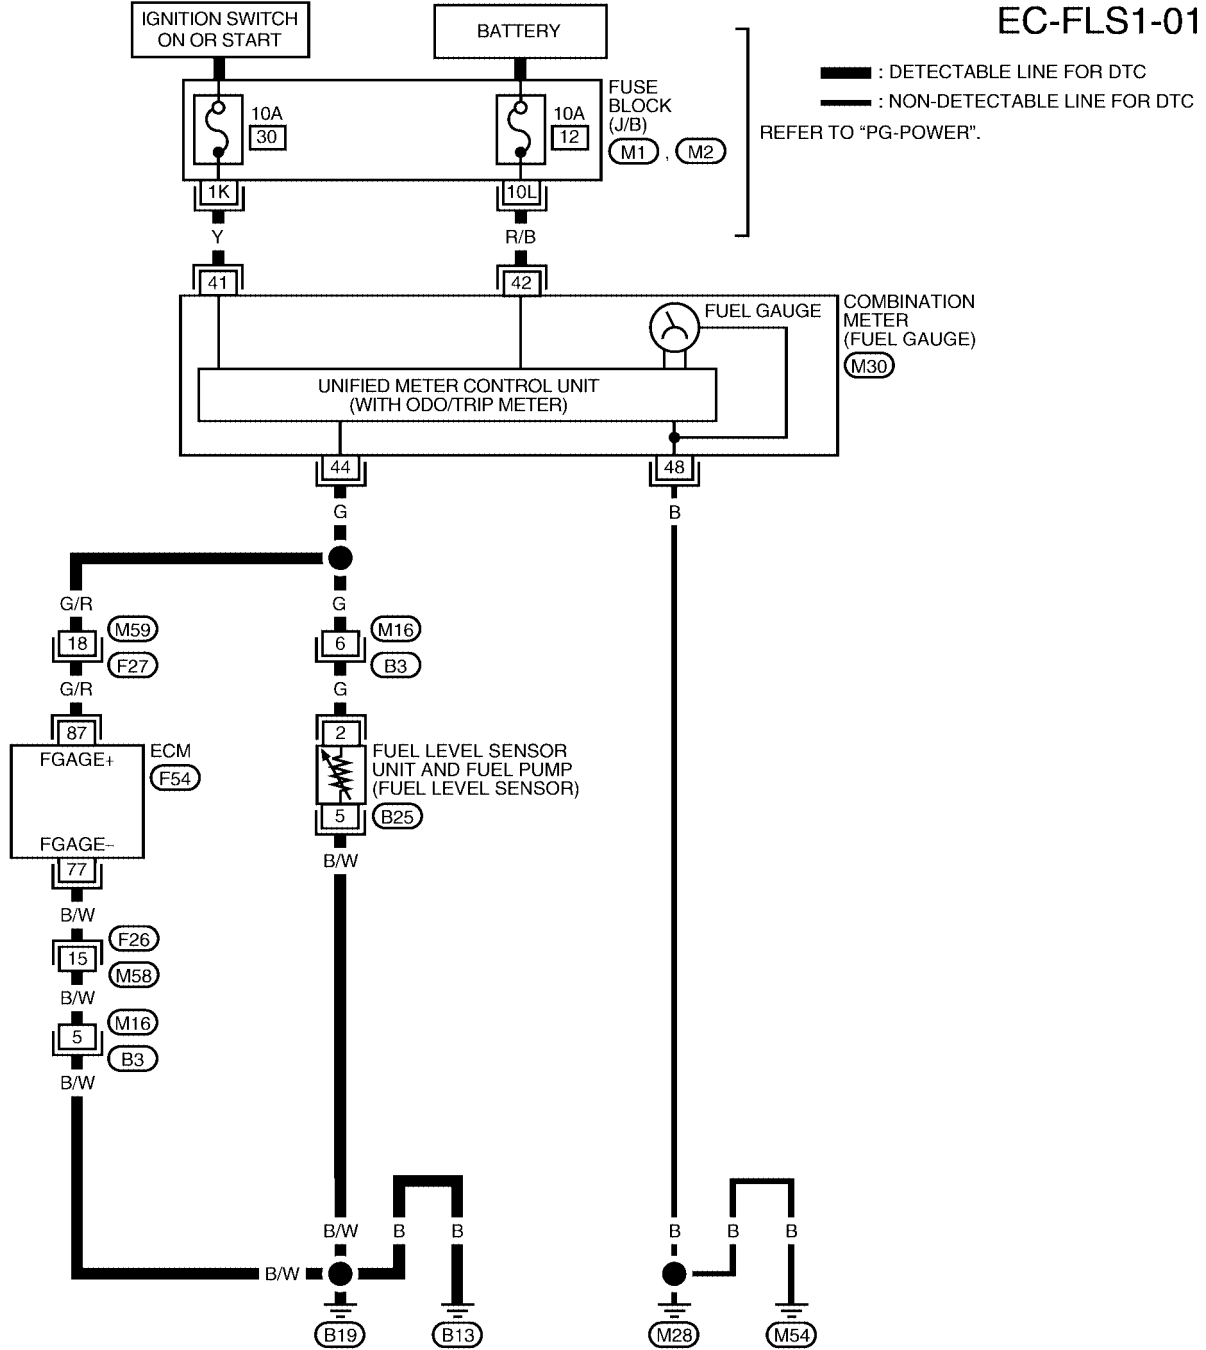 EC-FLS1-01
IGNITION SWITCH
ON OR START
BATTERY
: DETECTABLE LINE FOR DTC
: NON-DETECTABLE LINE FOR DTC
REFER TO “PG-POWER”.
10A
30
10A
12
FUSE
BLOCK
(J/B)
M1 , M2
1K
10L
Y
R/B
41
42
FUEL GAUGE
COMBINATION
METER
(FUEL GAUGE)
M30
UNIFIED METER CONTROL UNIT
(WITH ODO/TRIP METER)
44
48
G
B
G/R
G
18
M59
F27
6
M16
B3
G/R
G
87
FGAGE+
ECM
F54
FGAGE−
77
2
FUEL LEVEL SENSOR
UNIT AND FUEL PUMP
(FUEL LEVEL SENSOR)
5
B25
B/W
B/W
15
F26
M58
B/W
5
M16
B3
B/W
B/W
B
B
B
B
B
B/W
B19
B13
M28
M54